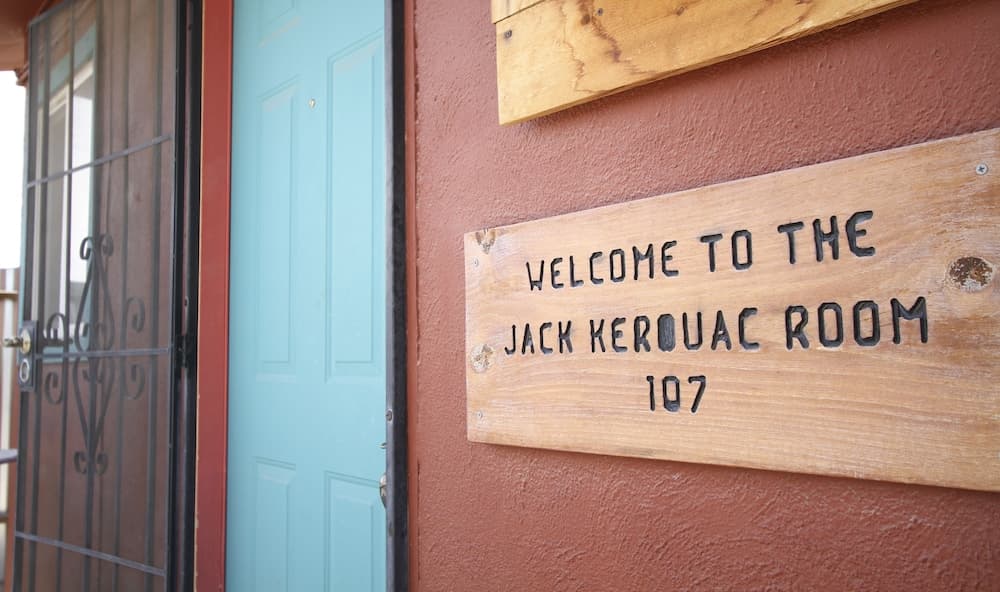 WELCOME TO THE
JACK KEROUAC ROOM
107